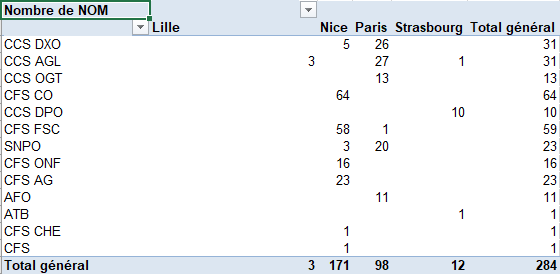 Nombre de NOM
Lille Nice Paris Strasbourg Total général
CCS DXO 5 26 31
CCS AGL 3 27 1 31
CCS OGT 13 13
CFS CO 64 64
CCS DPO 10 10
CFS FSC 58 1 59
SNPO 3 20 23
CFS ONF 16 16
CFS AG 23 23
AFO 11 11
ATB 1 1
CFS CHE 1 1
CFS 1 1
Total général 3 171 98 12 284